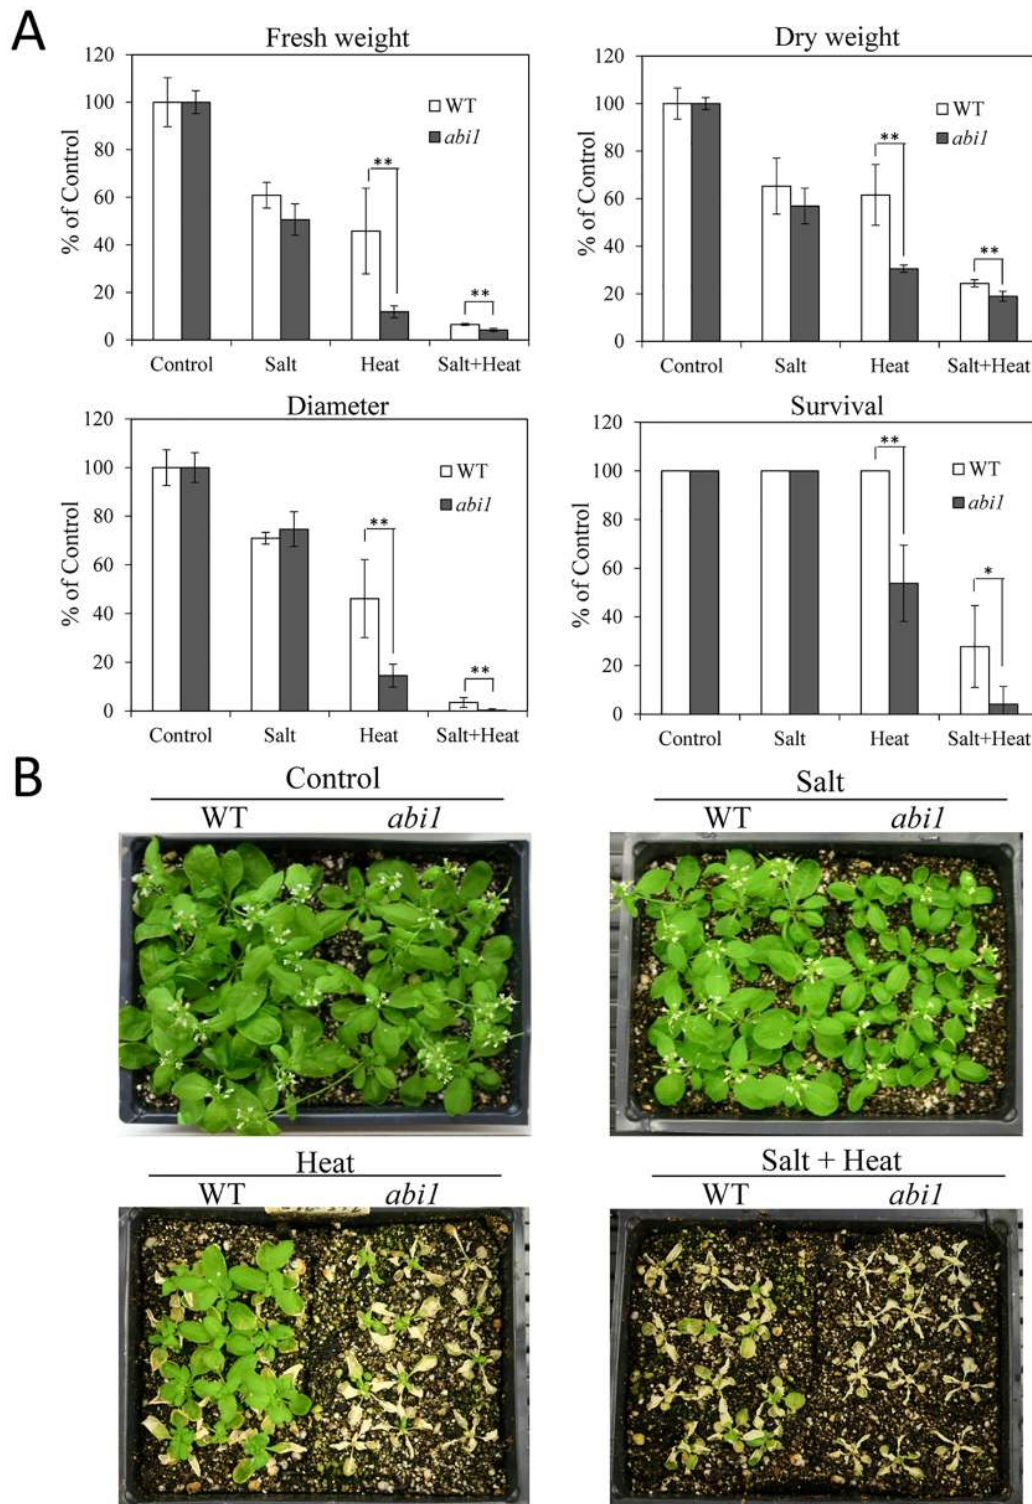 A
Fresh weight
120
100
80
60
40
20
0
% of Control
WT
abi1
**
**
Control Salt Heat Salt+Heat
Dry weight
120
100
80
60
40
20
0
% of Control
WT
abi1
**
**
Control Salt Heat Salt+Heat
Diameter
120
100
80
60
40
20
0
% of Control
WT
abi1
**
**
Control Salt Heat Salt+Heat
Survival
120
100
80
60
40
20
0
% of Control
WT
abi1
**
*
Control Salt Heat Salt+Heat
B
Control
WT abi1
Salt
WT abi1
Heat
WT abi1
Salt + Heat
WT abi1